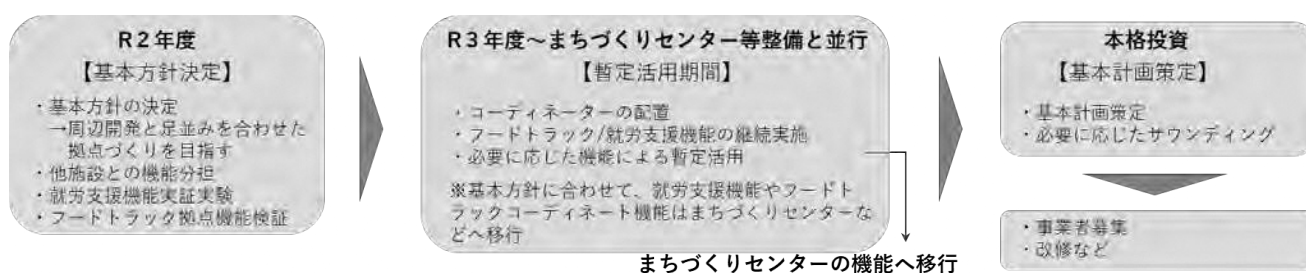 R2年度
【基本方針決定】
・基本方針の決定
→周辺開発と足並みを合わせた
拠点づくりを目指す
・他施設との機能分担
・就労支援機能実証実験
・フードトラック拠点機能検証
R3年度～まちづくりセンター等整備と並行
【暫定活用期間】
・コーディネーターの配置
・フードトラック/就労支援機能の継続実施
・必要に応じた機能による暫定活用
※基本方針に合わせて、就労支援機能やフードト
ラックコーディネート機能はまちづくりセンターな
どへ移行
まちづくりセンターの機能へ移行
本格投資
【基本計画策定】
・基本計画策定
・必要に応じたサウンディング
・事業者募集
・改修など